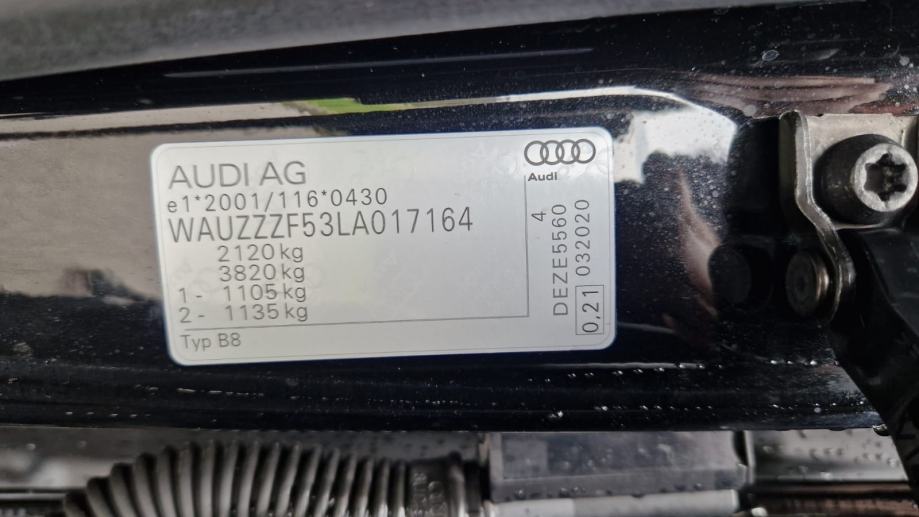 AUDI AG
Audi
e1*2001/116*0430
WAUZZZF53LA017164
2120 kg
3820 kg
1 - 1105 kg
2 - 1135 kg
Typ B8
4
DEZE5560
0,21 032020